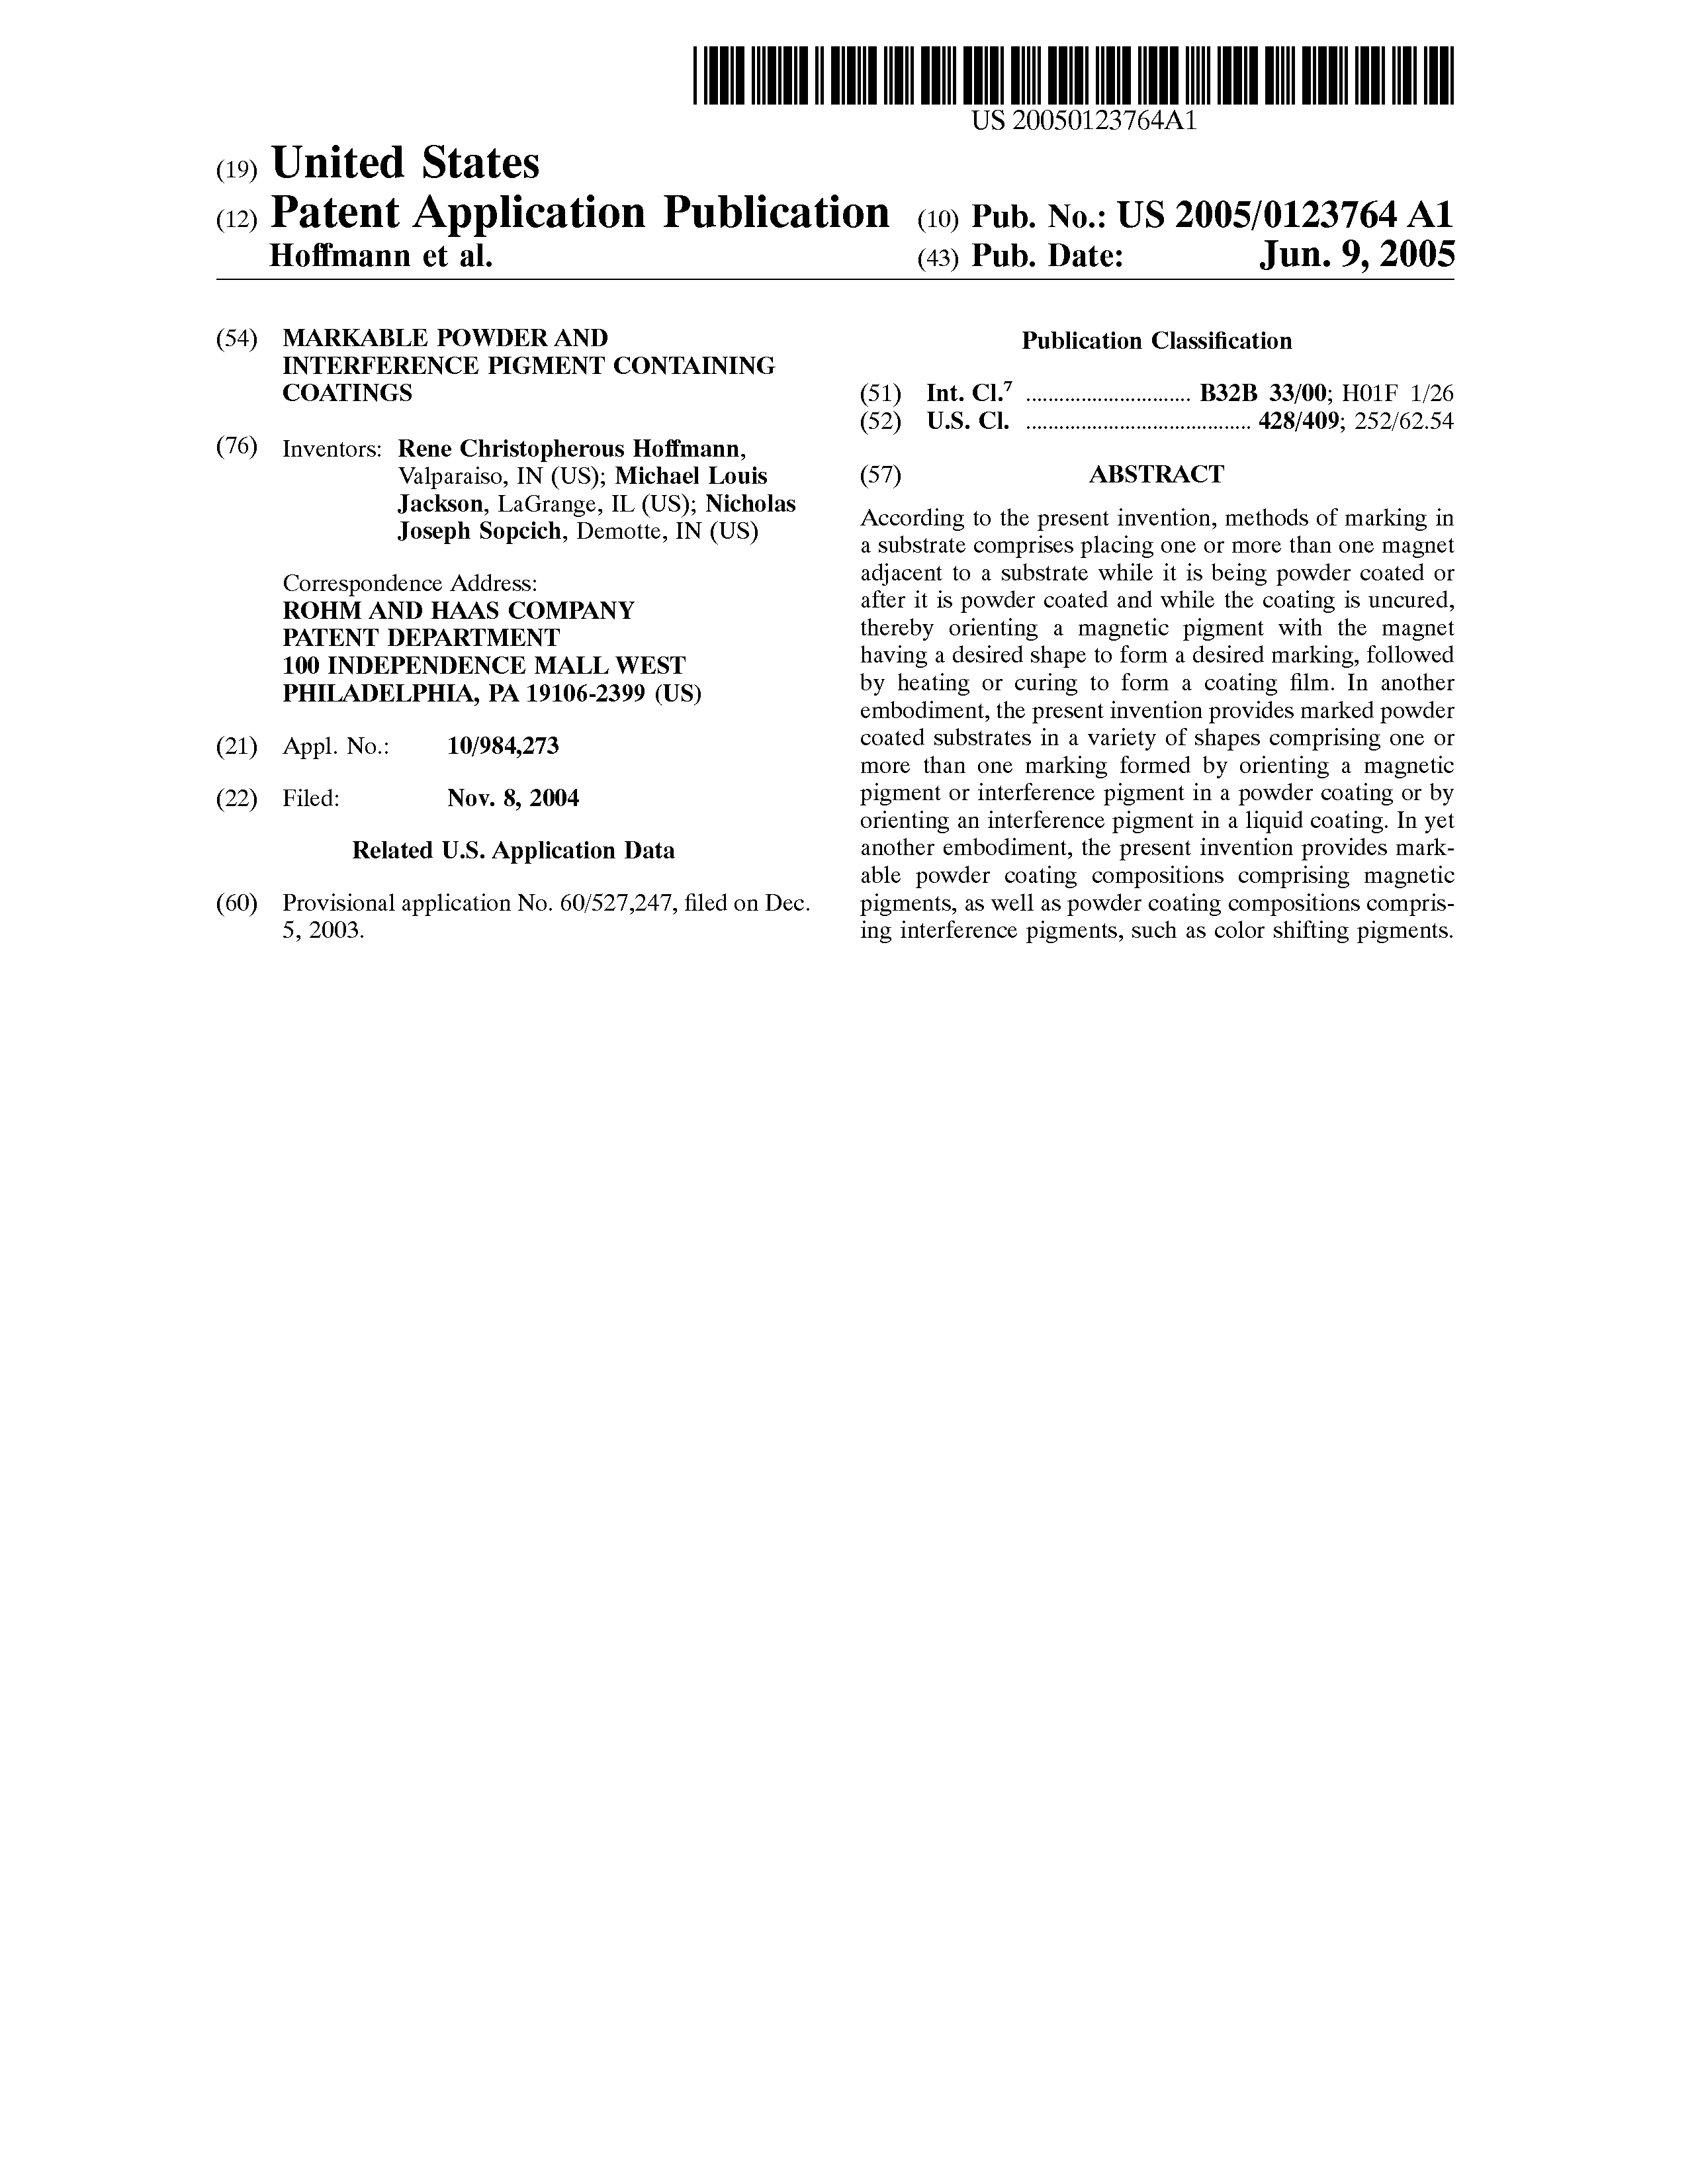 US 20050123764A1
(19) United States
(12) Patent Application Publication (10) Pub. No.: US 2005/0123764 A1
Hoffmann et al. (43) Pub. Date: Jun. 9, 2005
(54) MARKABLE POWDER AND
INTERFERENCE PIGMENT CONTAINING
COATINGS
(76) Inventors: Rene Christopherous Hoffmann,
Valparaiso, IN (US); Michael Louis
Jackson, LaGrange, IL (US); Nicholas
Joseph Sopcich, Demotte, IN (US)
Correspondence Address:
ROHM AND HAAS COMPANY
PATENT DEPARTMENT
100 INDEPENDENCE MALL WEST
PHILADELPHIA, PA 19106-2399 (US)
(21) Appl. No.: 10/984,273
(22) Filed: Nov. 8, 2004
Related U.S. Application Data
(60) Provisional application No. 60/527,247, filed on Dec.
5, 2003.
Publication Classification
(51) Int. Cl.7 .............................. B32B 33/00; H01F 1/26
(52) U.S. Cl. ......................................... 428/409; 252/62.54
(57) ABSTRACT
According to the present invention, methods of marking in
a substrate comprises placing one or more than one magnet
adjacent to a substrate while it is being powder coated or
after it is powder coated and while the coating is uncured,
thereby orienting a magnetic pigment with the magnet
having a desired shape to form a desired marking, followed
by heating or curing to form a coating film. In another
embodiment, the present invention provides marked powder
coated substrates in a variety of shapes comprising one or
more than one marking formed by orienting a magnetic
pigment or interference pigment in a powder coating or by
orienting an interference pigment in a liquid coating. In yet
another embodiment, the present invention provides mark-
able powder coating compositions comprising magnetic
pigments, as well as powder coating compositions compris-
ing interference pigments, such as color shifting pigments.